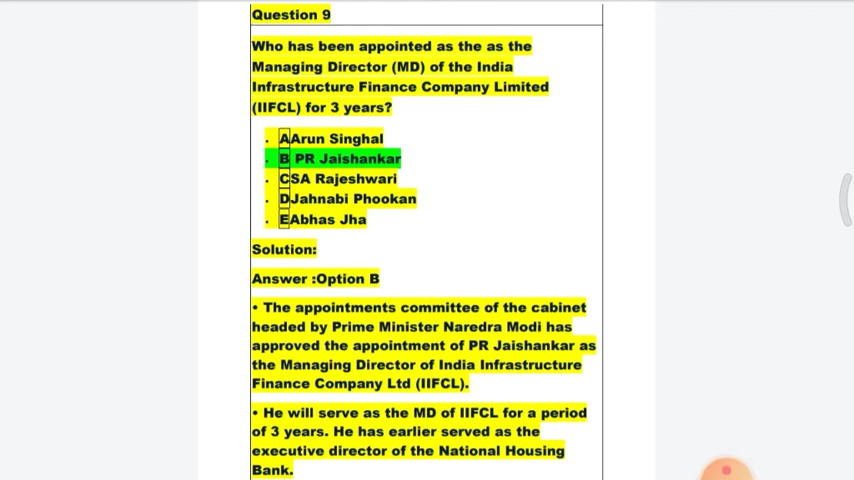 Question 9
Who has been appointed as the as the
Managing Director (MD) of the India
Infrastructure Finance Company Limited
(IIFCL) for 3 years?
. AArun Singhal
. B PR Jaishankar
. CSA Rajeshwari
. DJahnabi Phookan
. EAbhas Jha
Solution:
Answer :Option B
• The appointments committee of the cabinet
headed by Prime Minister Naredra Modi has
approved the appointment of PR Jaishankar as
the Managing Director of India Infrastructure
Finance Company Ltd (IIFCL).
• He will serve as the MD of IIFCL for a period
of 3 years. He has earlier served as the
executive director of the National Housing
Bank.